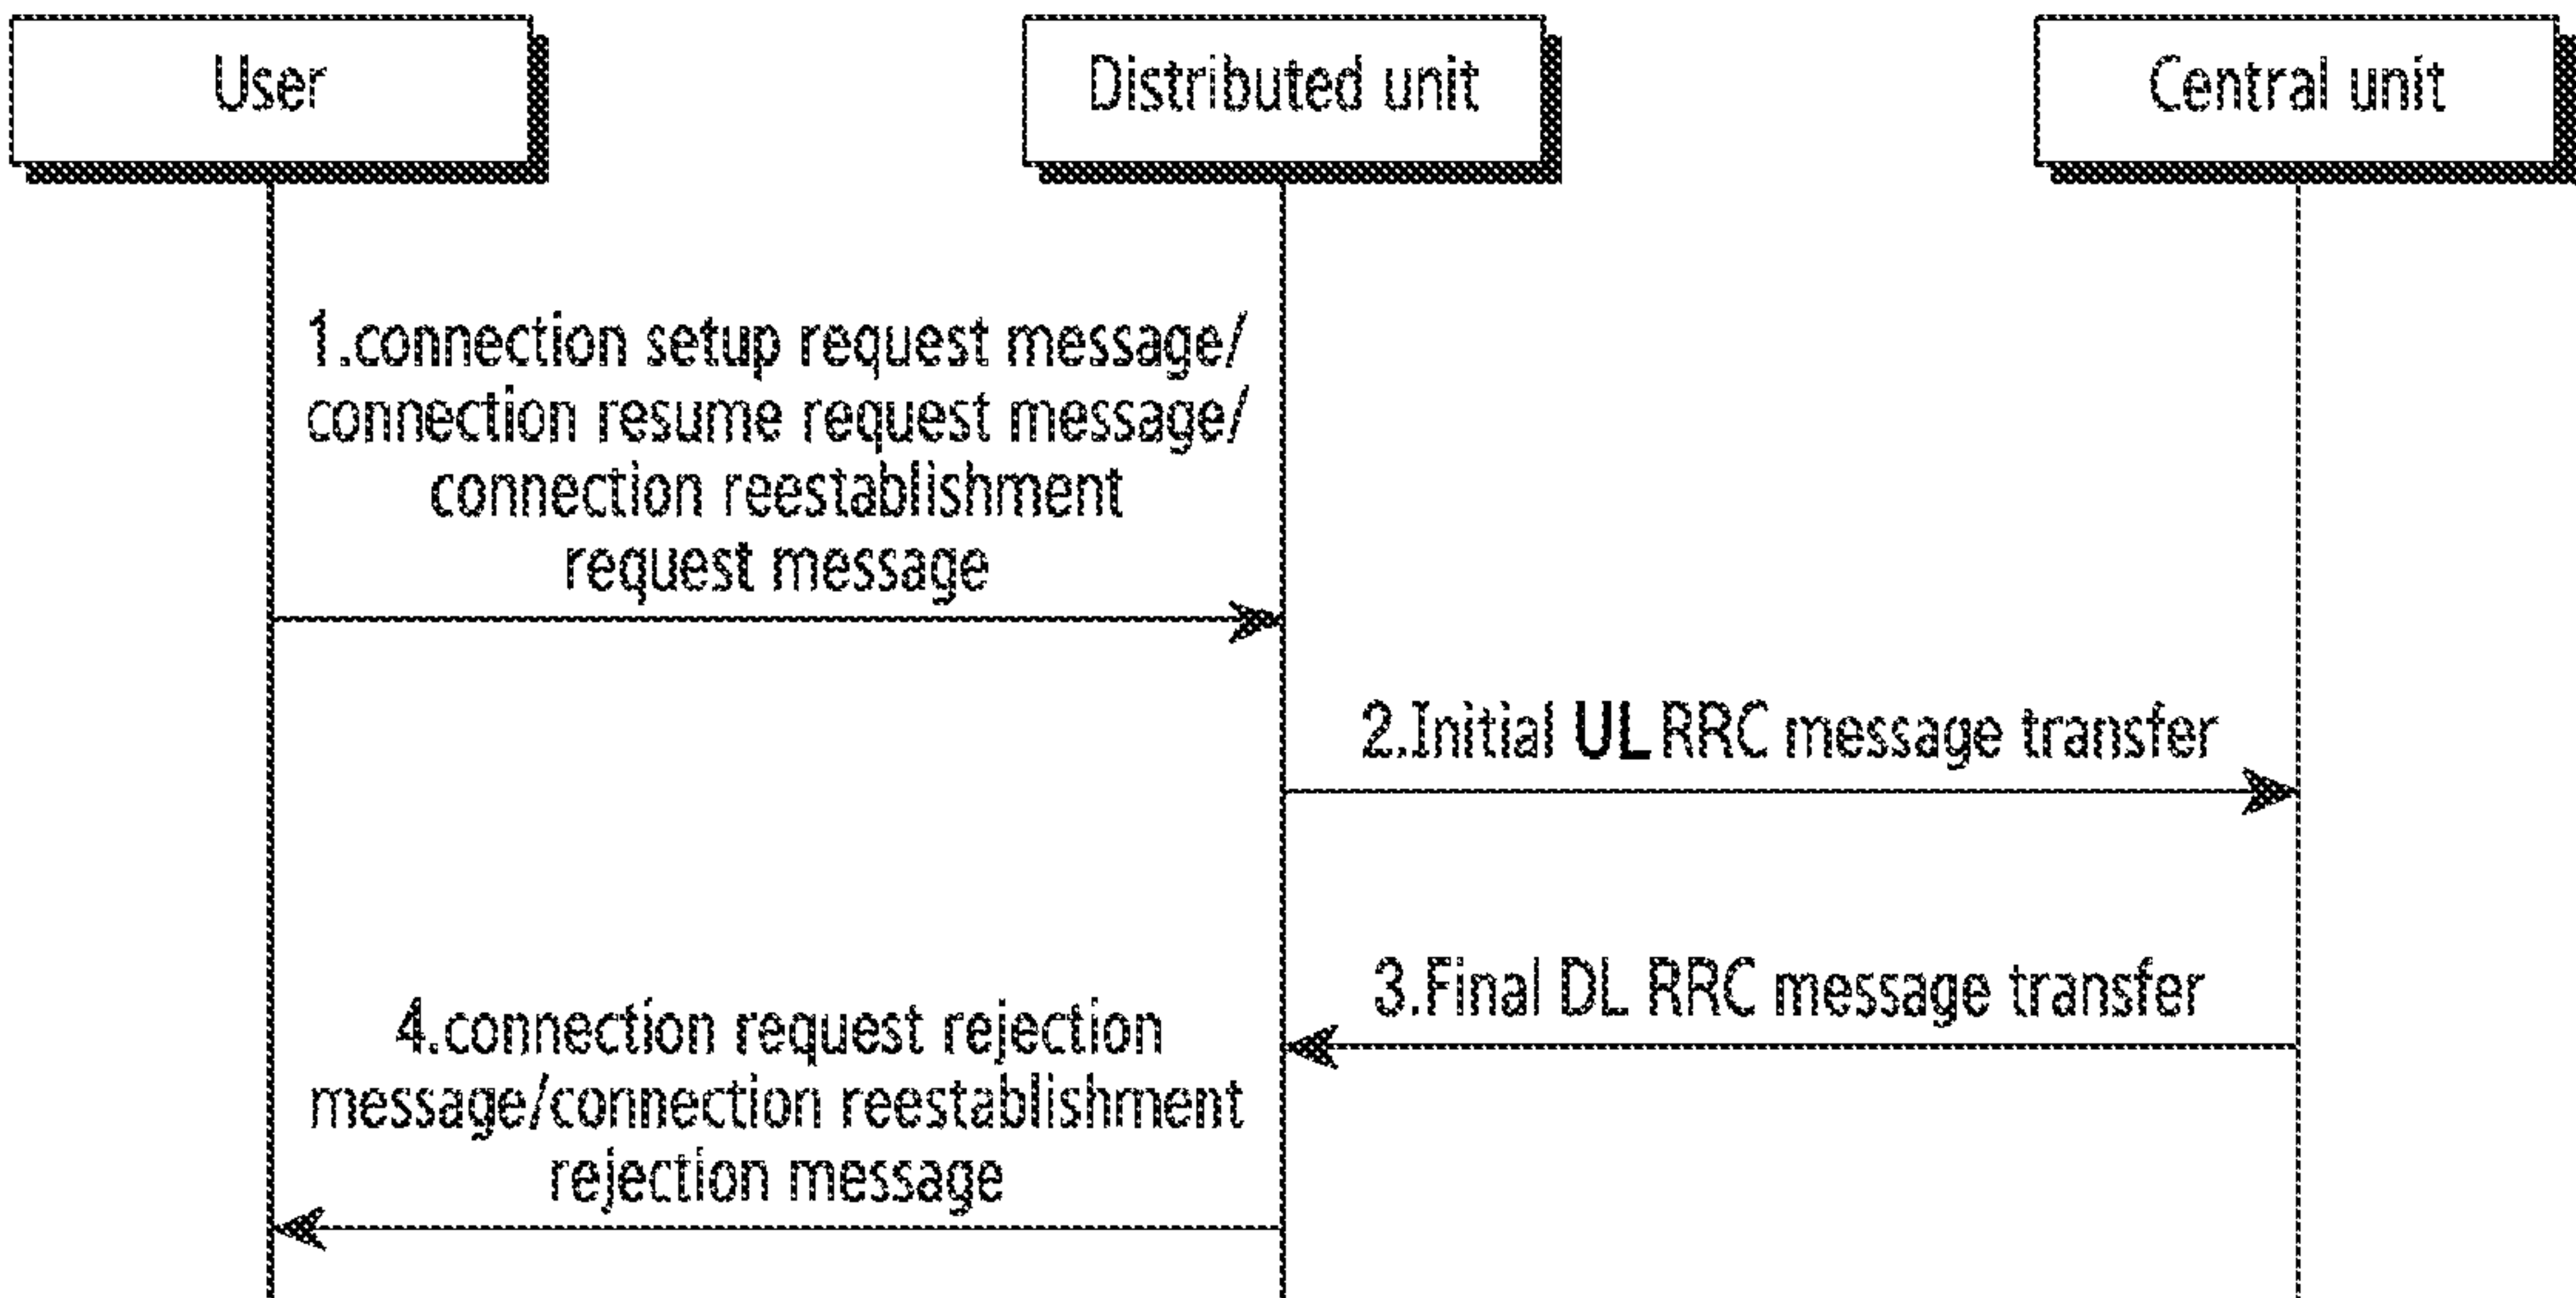 User
Distributed unit
Central unit
1.connection setup request message/
connection resume request message/
connection reestablishment
request message
2.Initial UL RRC message transfer
3.Final DL RRC message transfer
4.connection request rejection
message/connection reestablishment
rejection message